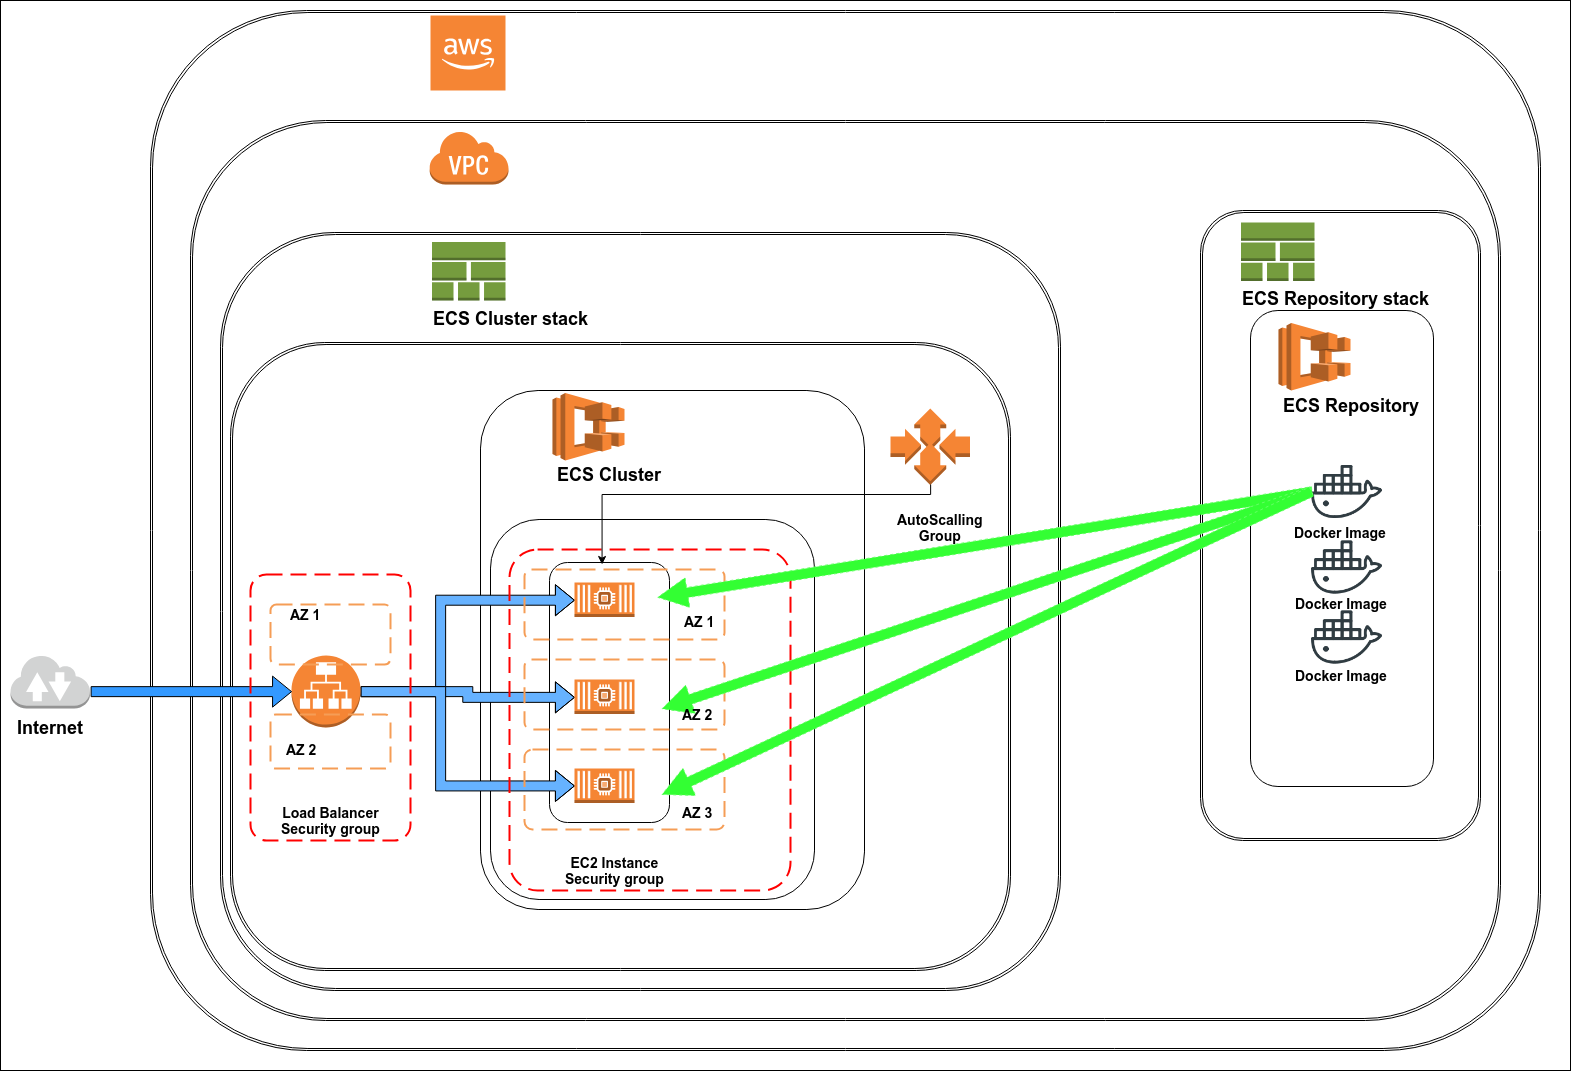 aws
VPC
ECS Cluster stack
ECS Repository stack
ECS Repository
ECS Cluster
AutoScalling
Group
Docker Image
Docker Image
Docker Image
AZ 1
AZ 2
Load Balancer
Security group
Internet
AZ 1
AZ 2
AZ 3
EC2 Instance
Security group